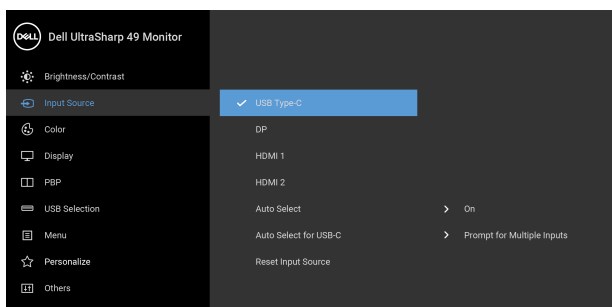 DELL Dell UltraSharp 49 Monitor
Brightness/Contrast
Input Source
USB Type-C
Color
DP
Display
HDMI 1
PBP
HDMI 2
USB Selection
Auto Select
On
Menu
Auto Select for USB-C
Prompt for Multiple Inputs
Personalize
Reset Input Source
Others